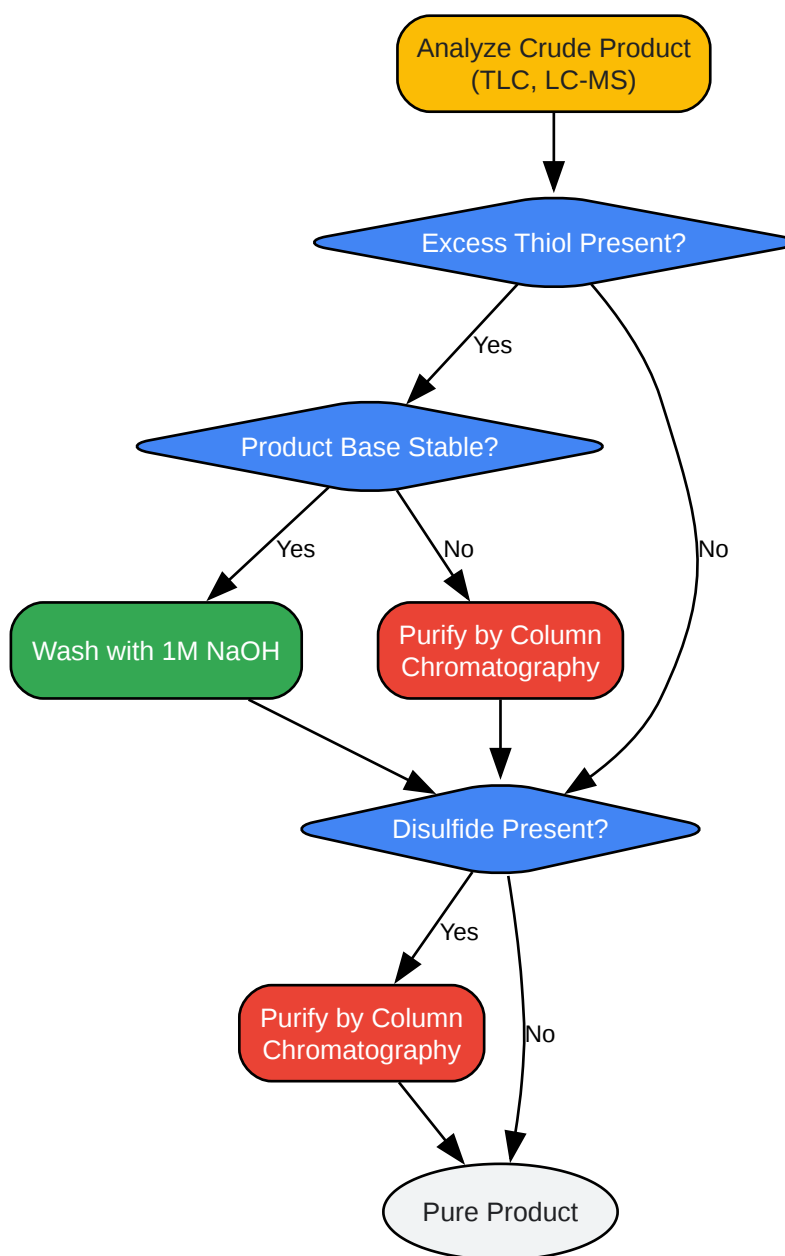 Analyze Crude Product
(TLC, LC-MS)
Excess Thiol Present?
Yes
Product Base Stable?
Yes
No
No
Wash with 1M NaOH
Purify by Column
Chromatography
Disulfide Present?
Yes
Purify by Column
Chromatography
No
Pure Product